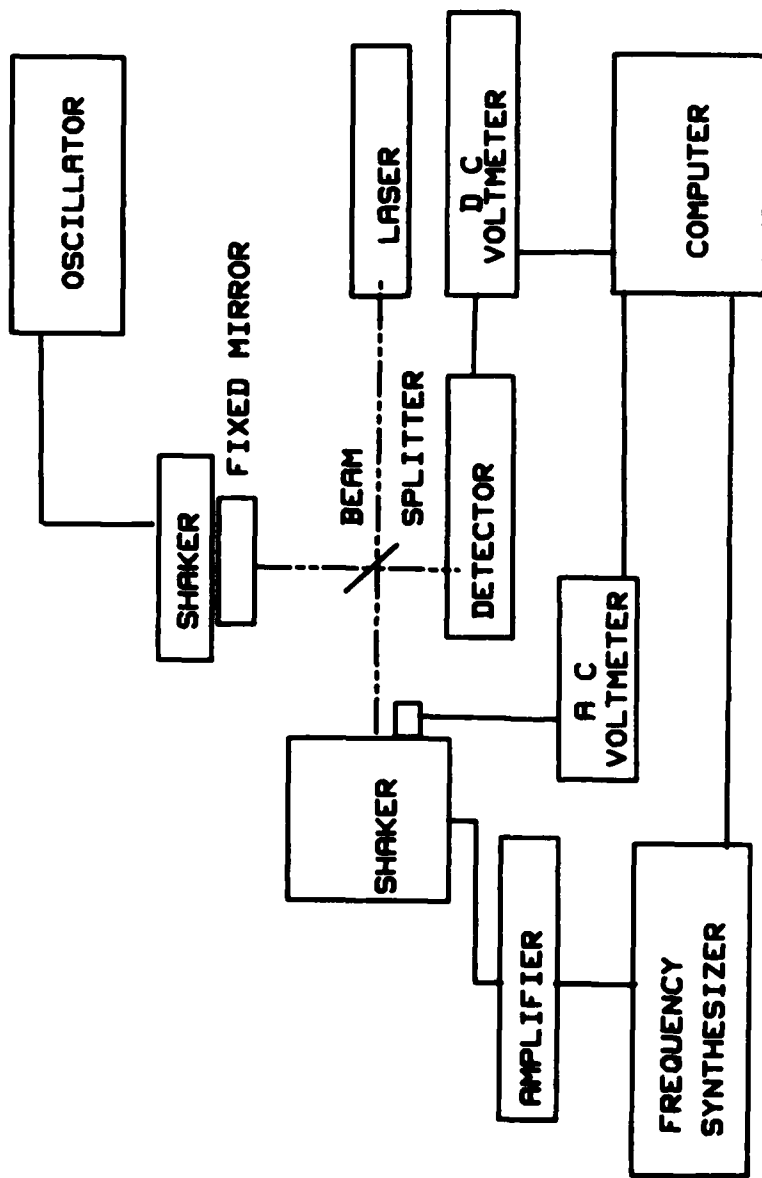 OSCILLATOR
SHAKER
FIXED MIRROR
LASER
BEAM
SPLITTER
DETECTOR
D C
VOLTMETER
SHAKER
A C
VOLTMETER
COMPUTER
AMPLIFIER
FREQUENCY
SYNTHESIZER